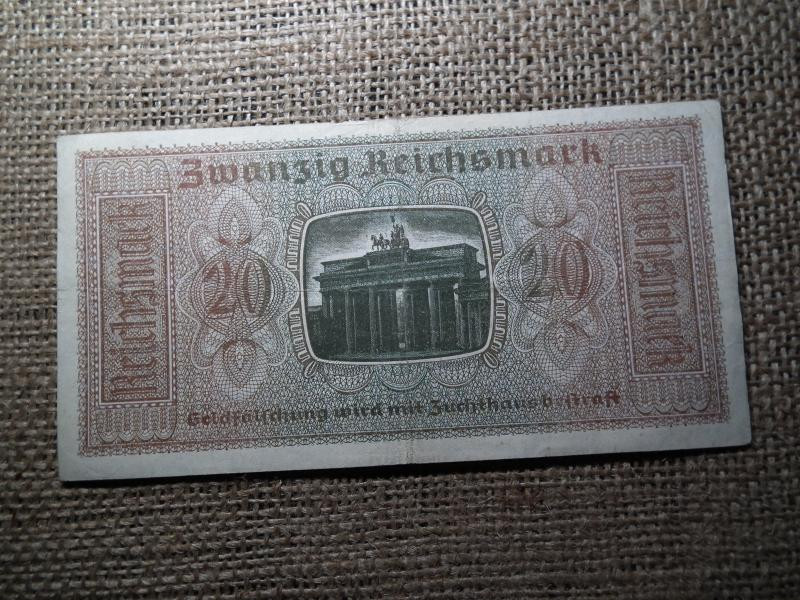 Zwanzig Reichsmark
Reichsmark
20
20
Reichsmark
Geldfälschung wird mit Zuchthaus bestraft